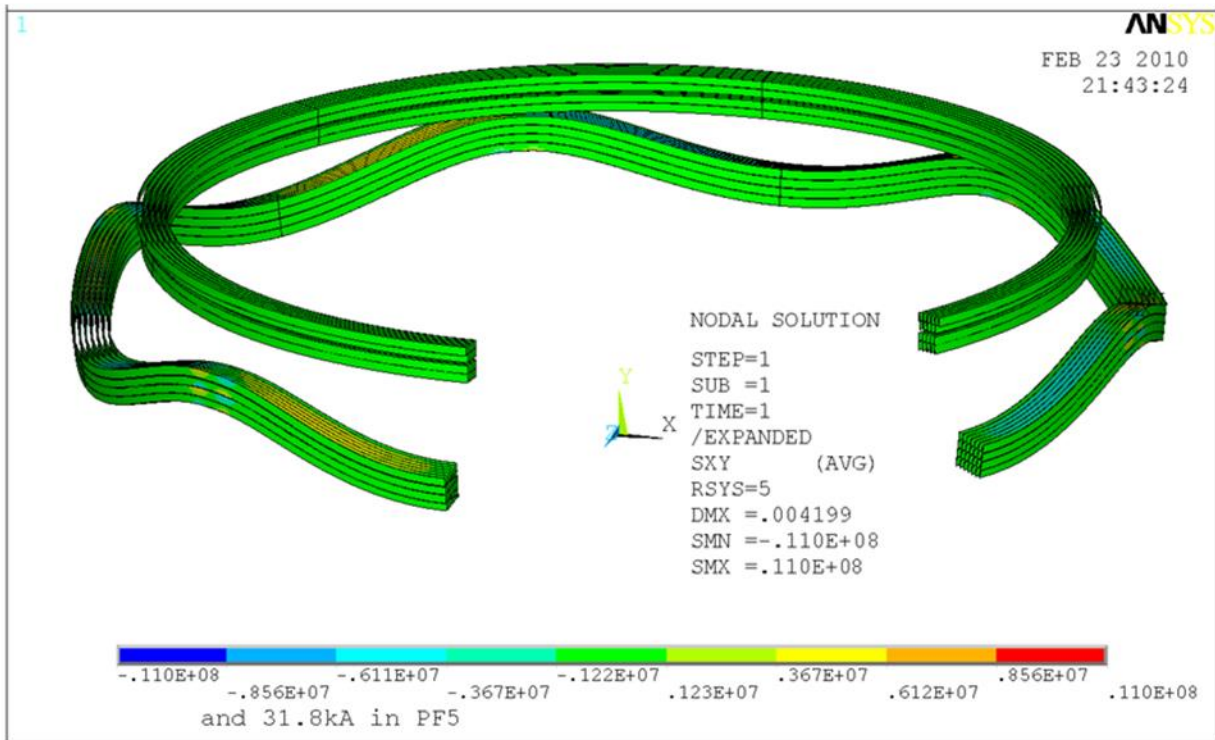 1
ANSYS
FEB 23 2010
21:43:24
NODAL SOLUTION
STEP=1
SUB =1
TIME=1
/EXPANDED
SXY (AVG)
RSYS=5
DMX =.004199
SMN =-.110E+08
SMX =.110E+08
Y
X
Z
-.110E+08 -.611E+07 -.122E+07 .367E+07 .856E+07
-.856E+07 -.367E+07 .123E+07 .612E+07 .110E+08
and 31.8kA in PF5